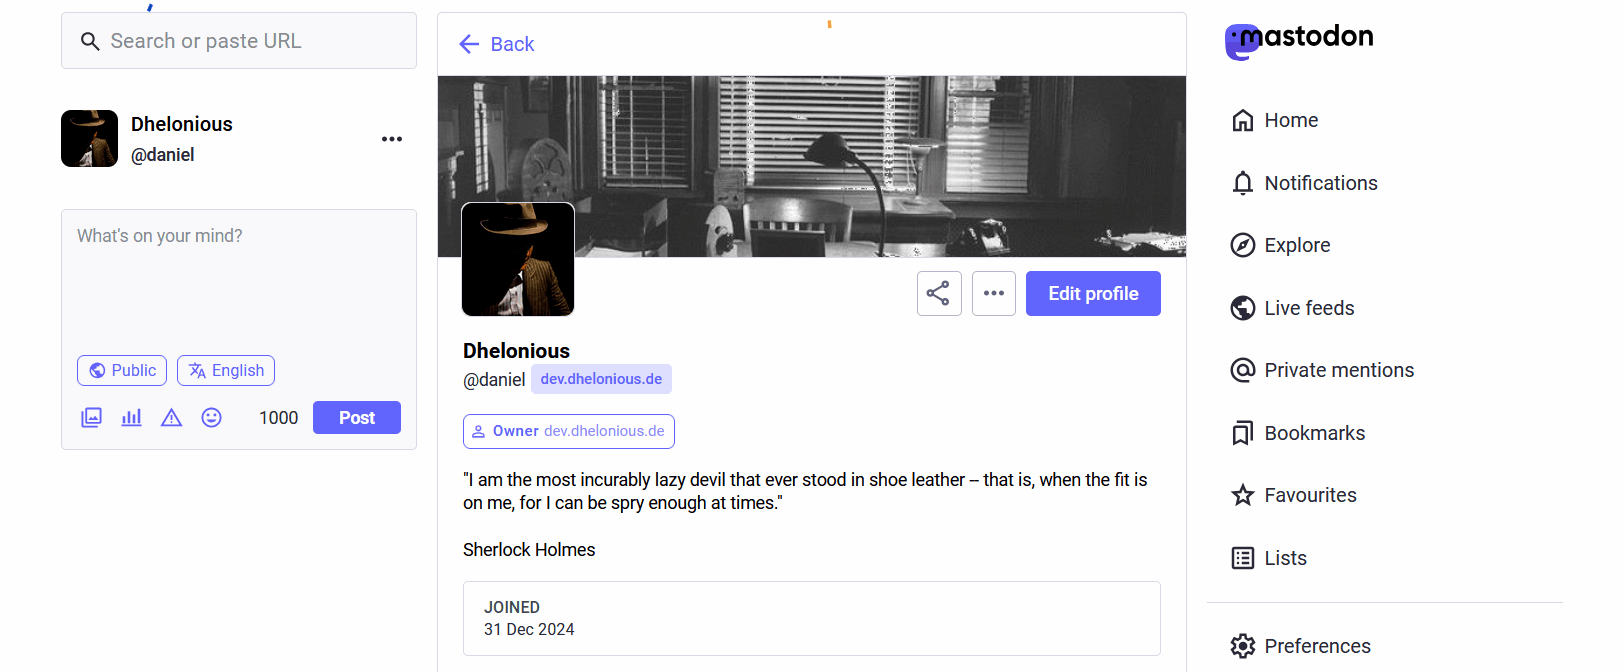 Search or paste URL
Dhelonious
@daniel
What's on your mind?
Public
English
1000
Post
Back
Edit profile
Dhelonious
@daniel dev.dhelonious.de
Owner dev.dhelonious.de
"I am the most incurably lazy devil that ever stood in shoe leather -- that is, when the fit is
on me, for I can be spry enough at times."
Sherlock Holmes
JOINED
31 Dec 2024
mastodon
Home
Notifications
Explore
Live feeds
Private mentions
Bookmarks
Favourites
Lists
Preferences